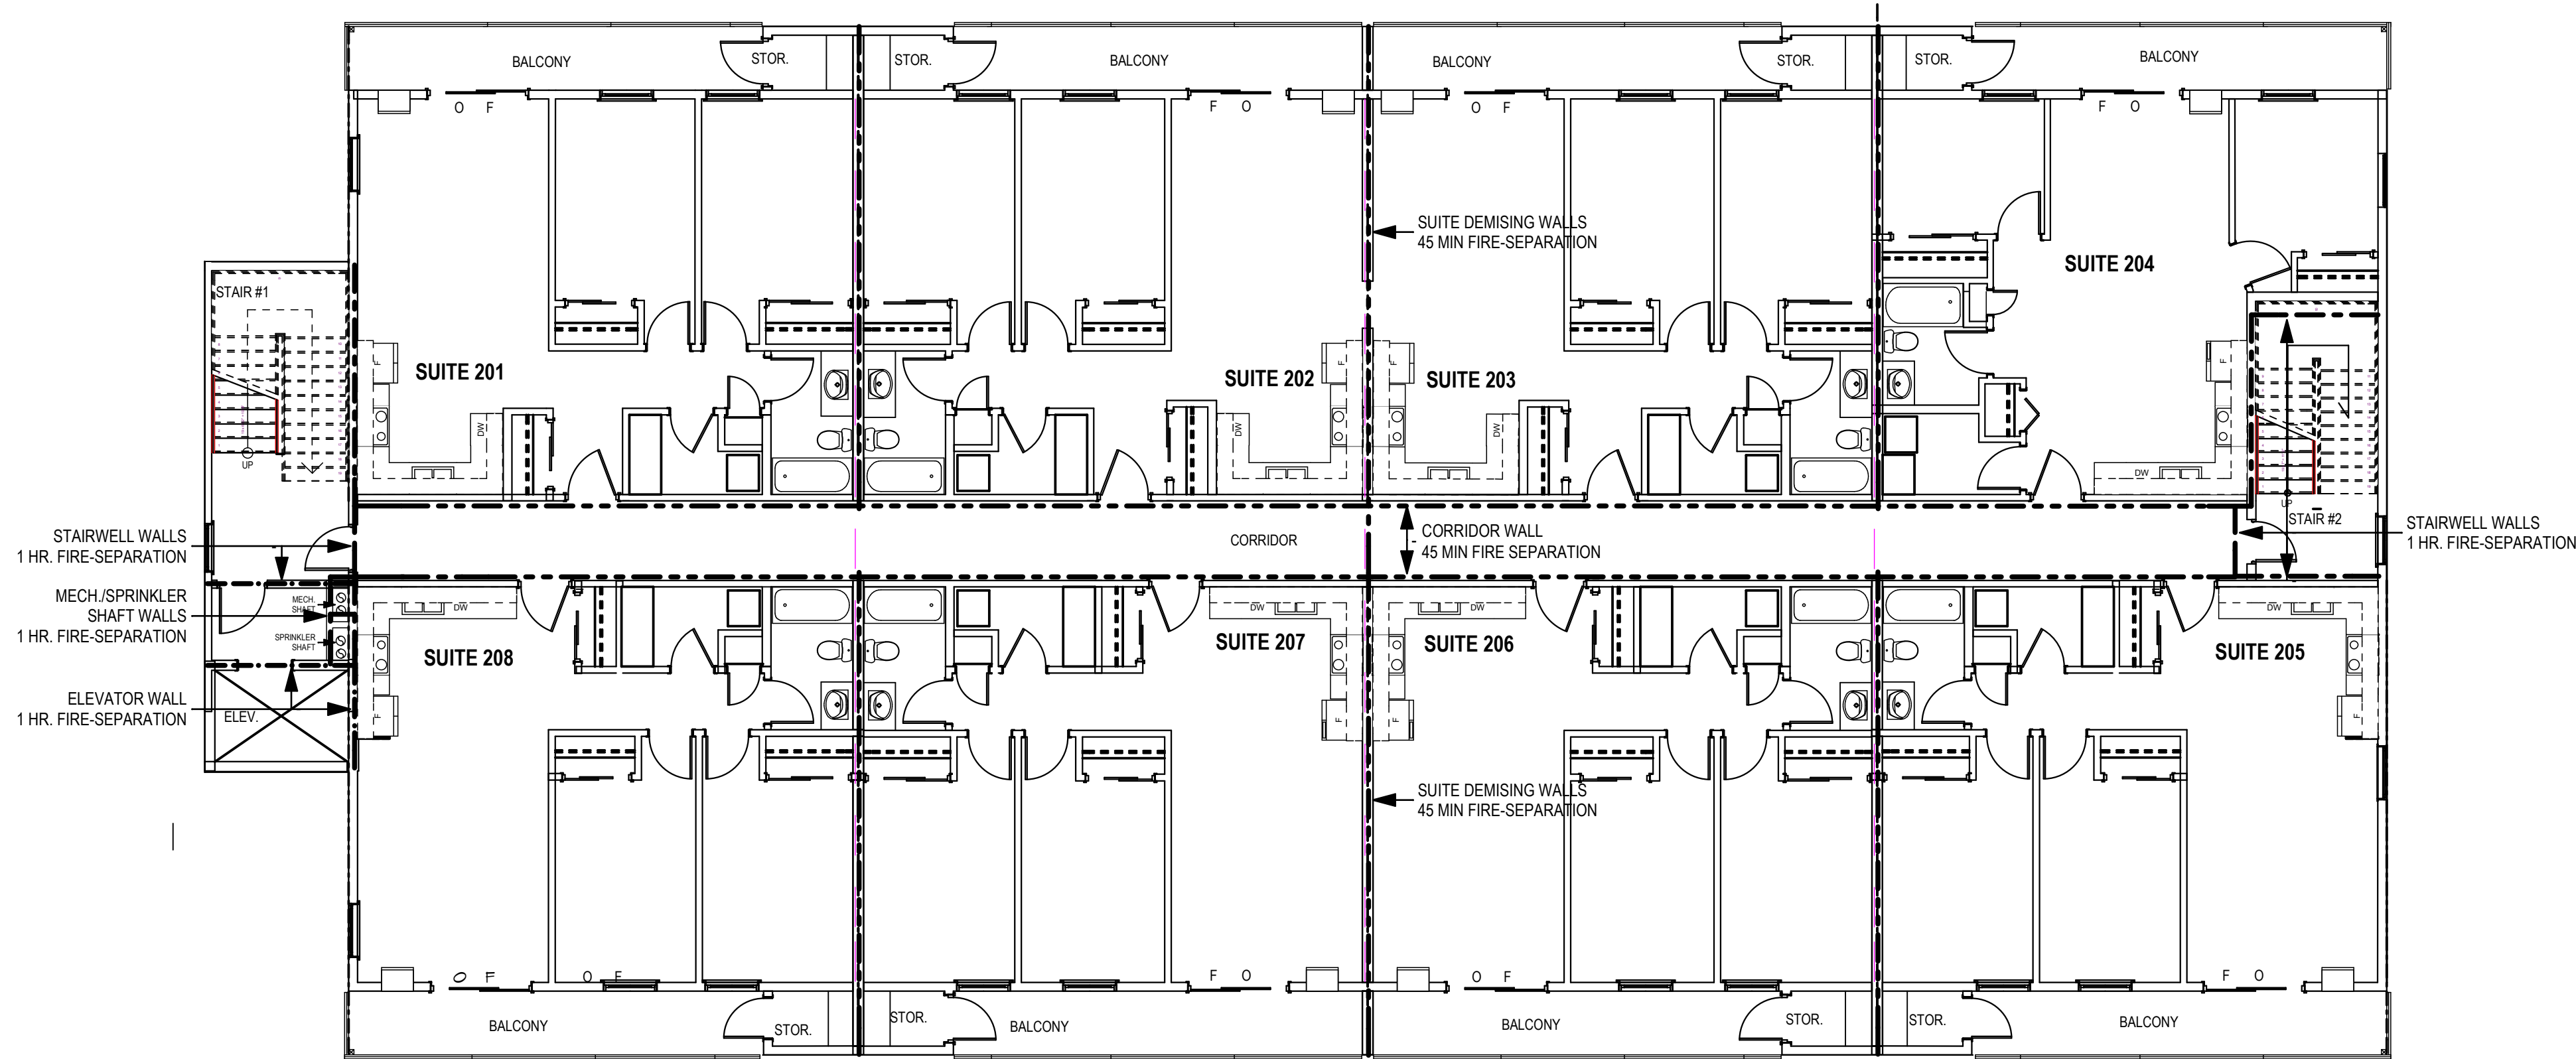 BALCONY
STOR.
STOR.
BALCONY
BALCONY
STOR.
STOR.
BALCONY
O F
F O
O F
F O
SUITE DEMISING WALLS
45 MIN FIRE-SEPARATION
SUITE 204
STAIR #1
SUITE 201
SUITE 202
SUITE 203
F
F
F
F
DW
DW
DW
DW
UP
UP
STAIR #2
STAIRWELL WALLS
1 HR. FIRE-SEPARATION
CORRIDOR
CORRIDOR WALL
45 MIN FIRE SEPARATION
STAIRWELL WALLS
1 HR. FIRE-SEPARATION
MECH./SPRINKLER
SHAFT WALLS
1 HR. FIRE-SEPARATION
MECH.
SHAFT
SPRINKLER
SHAFT
DW
DW
DW
DW
SUITE 208
SUITE 207
SUITE 206
SUITE 205
ELEVATOR WALL
1 HR. FIRE-SEPARATION
ELEV.
F
F
F
F
SUITE DEMISING WALLS
45 MIN FIRE-SEPARATION
O F
O F
F O
O F
F O
BALCONY
STOR.
STOR.
BALCONY
BALCONY
STOR.
STOR.
BALCONY